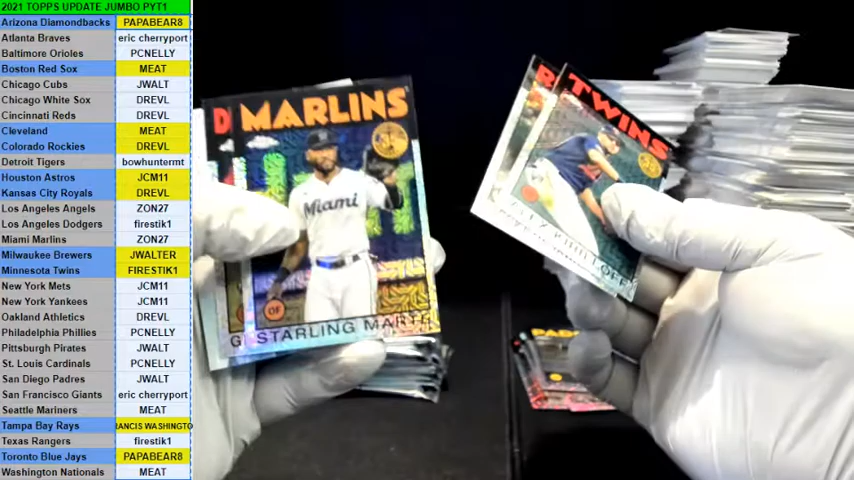 2021 TOPPS UPDATE JUMBO PYT1
Arizona Diamondbacks PAPABEAR8
Atlanta Braves eric cherryport
Baltimore Orioles PCNELLY
Boston Red Sox MEAT
Chicago Cubs JWALT
Chicago White Sox DREVL
Cincinnati Reds DREVL
Cleveland MEAT
Colorado Rockies DREVL
Detroit Tigers bowhuntermt
Houston Astros JCM11
Kansas City Royals DREVL
Los Angeles Angels ZON27
Los Angeles Dodgers firestik1
Miami Marlins ZON27
Milwaukee Brewers JWALTER
Minnesota Twins FIRESTIK1
New York Mets JCM11
New York Yankees JCM11
Oakland Athletics DREVL
Philadelphia Phillies PCNELLY
Pittsburgh Pirates JWALT
St. Louis Cardinals PCNELLY
San Diego Padres JWALT
San Francisco Giants eric cherryport
Seattle Mariners MEAT
Tampa Bay Rays RANCIS WASHINGTO
Texas Rangers firestik1
Toronto Blue Jays PAPABEAR8
Washington Nationals MEAT
D
MARLINS
Miami
OF
G STARLING MARTE
R
TWINS
ALEX KIRILLOFF
PAD